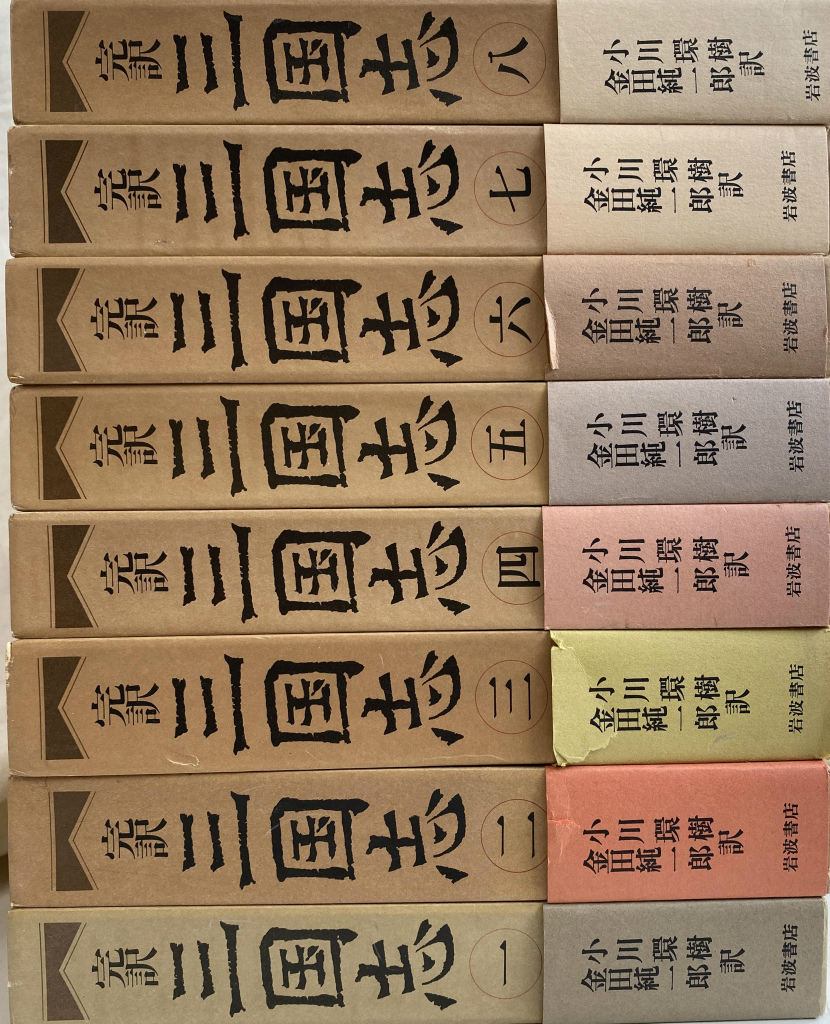 完訳 三国志 八
小川環樹
金田純一郎 訳
岩波書店
完訳 三国志 七
小川環樹
金田純一郎 訳
岩波書店
完訳 三国志 六
小川環樹
金田純一郎 訳
岩波書店
完訳 三国志 五
小川環樹
金田純一郎 訳
岩波書店
完訳 三国志 四
小川環樹
金田純一郎 訳
岩波書店
完訳 三国志 三
小川環樹
金田純一郎 訳
岩波書店
完訳 三国志 二
小川環樹
金田純一郎 訳
岩波書店
完訳 三国志 一
小川環樹
金田純一郎 訳
岩波書店